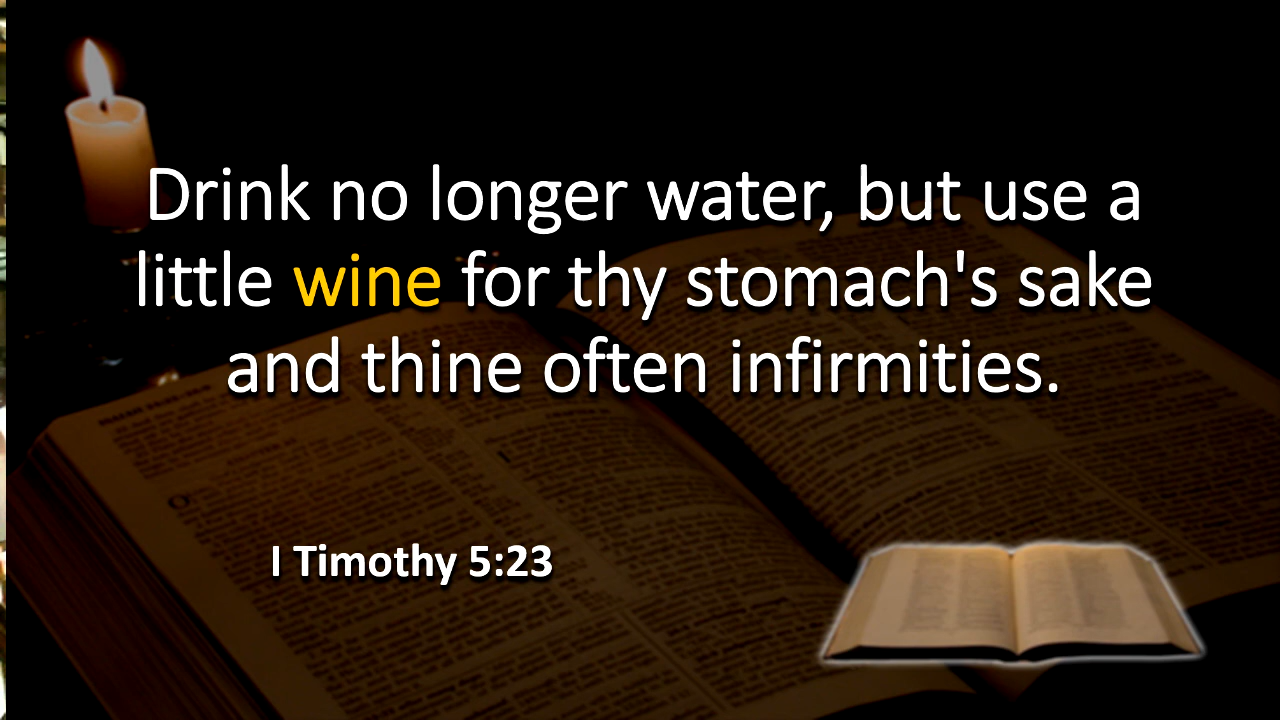 Drink no longer water, but use a
little wine for thy stomach's sake
and thine often infirmities.
I Timothy 5:23